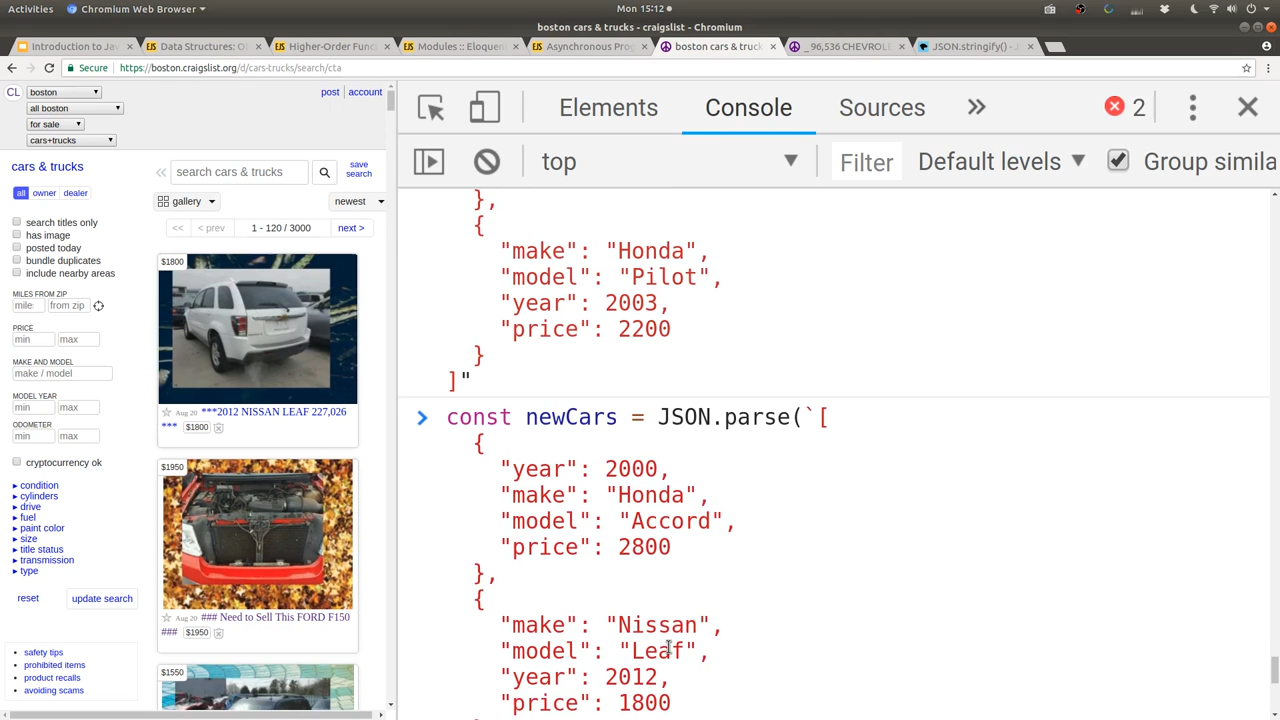 Activities Chromium Web Browser Mon 15:12
boston cars & trucks - craigslist - Chromium
Introduction to Jav Data Structures: O Higher-Order Func Modules :: Eloquen Asynchronous Prog boston cars & truck _ 96,536 CHEVROLE JSON.stringify() - J
Secure https://boston.craigslist.org/d/cars-trucks/search/cta
CL boston post account
all boston
for sale
cars+trucks
cars & trucks
all owner dealer
search titles only
has image
posted today
bundle duplicates
include nearby areas
MILES FROM ZIP
mile from zip
PRICE
min max
MAKE AND MODEL
make / model
MODEL YEAR
min max
ODOMETER
min max
cryptocurrency ok
condition
cylinders
drive
fuel
paint color
size
title status
transmission
type
reset update search
safety tips
prohibited items
product recalls
avoiding scams
search cars & trucks save
search
gallery newest
<< < prev 1 - 120 / 3000 next >
$1800
Aug 20 ***2012 NISSAN LEAF 227,026
*** $1800
$1950
Aug 20 ### Need to Sell This FORD F150
### $1950
$1550
Elements Console Sources » 2
top Filter Default levels Group simila
},
{
"make": "Honda",
"model": "Pilot",
"year": 2003,
"price": 2200
}
]"
const newCars = JSON.parse(`[
{
"year": 2000,
"make": "Honda",
"model": "Accord",
"price": 2800
},
{
"make": "Nissan",
"model": "Leaf",
"year": 2012,
"price": 1800